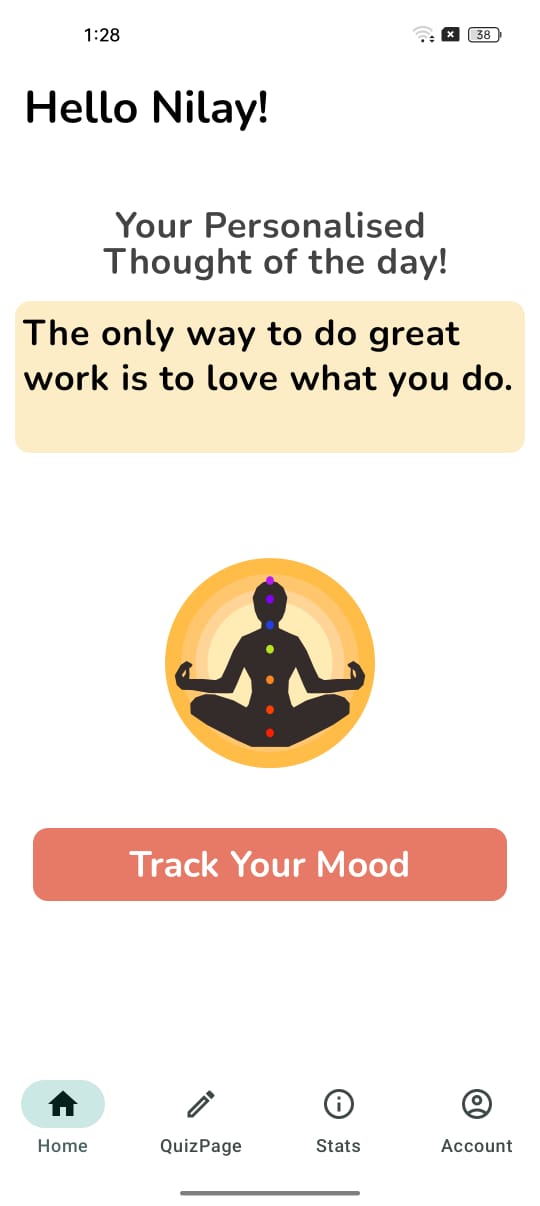 1:28
38
Hello Nilay!
Your Personalised
Thought of the day!
The only way to do great
work is to love what you do.
Track Your Mood
Home
QuizPage
Stats
Account